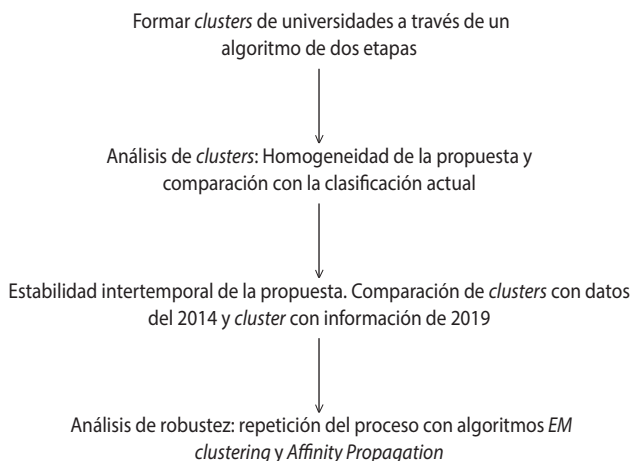 Formar clusters de universidades a través de un
algoritmo de dos etapas
Análisis de clusters: Homogeneidad de la propuesta y
comparación con la clasificación actual
Estabilidad intertemporal de la propuesta. Comparación de clusters con datos
del 2014 y cluster con información de 2019
Análisis de robustez: repetición del proceso con algoritmos EM
clustering y Affinity Propagation